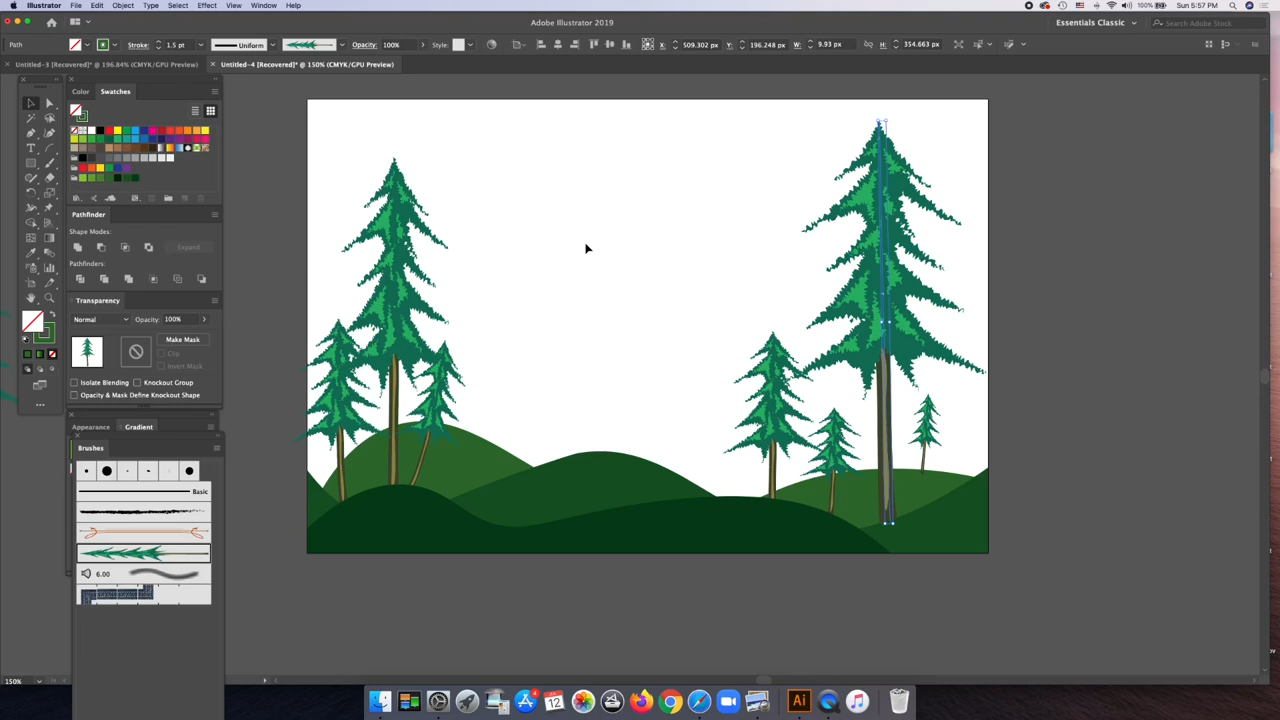 Illustrator File Edit Object Type Select Effect View Window Help 100% Sun 5:57 PM
Adobe Illustrator 2019 Essentials Classic Search Adobe Stock
Path Stroke: 1.5 pt Uniform Opacity: 100% Style: X: 509.302 px Y: 196.248 px W: 9.93 px H: 354.663 px
Untitled-3 [Recovered]* @ 196.84% (CMYK/GPU Preview) Untitled-4 [Recovered]* @ 150% (CMYK/GPU Preview)
Color Swatches
Pathfinder
Shape Modes:
Expand
Pathfinders:
Transparency
Normal Opacity: 100%
Make Mask
Clip
Invert Mask
Isolate Blending Knockout Group
Opacity & Mask Define Knockout Shape
Appearance Gradient
Brushes
Basic
6.00
150%
4
12
Ai